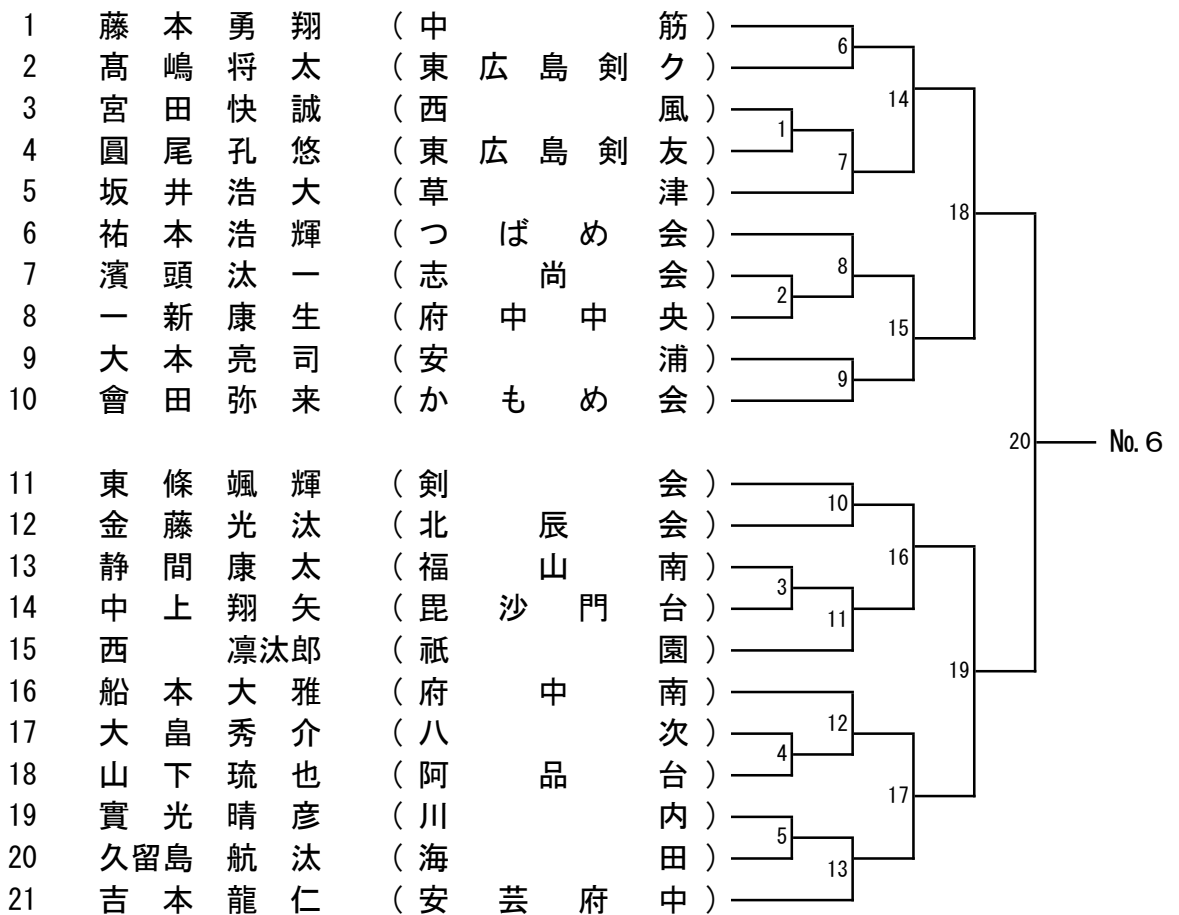 1 藤本勇翔 (中筋)
6
2 髙嶋将太 (東広島剣ク)
14
3 宮田快誠 (西風)
1
4 圓尾孔悠 (東広島剣友)
7
5 坂井浩大 (草津)
18
6 祐本浩輝 (つばめ会)
8
7 濱頭汰一 (志尚会)
2
8 一新康生 (府中中央)
15
9 大本亮司 (安浦)
9
10 會田弥来 (かもめ会)
20 №6
11 東條颯輝 (剣会)
10
12 金藤光汰 (北辰会)
16
13 静間康太 (福山南)
3
14 中上翔矢 (毘沙門台)
11
15 西凛汰郎 (祇園)
19
16 船本大雅 (府中南)
12
17 大畠秀介 (八次)
4
18 山下琉也 (阿品台)
17
19 實光晴彦 (川内)
5
20 久留島航汰 (海田)
13
21 吉本龍仁 (安芸府中)